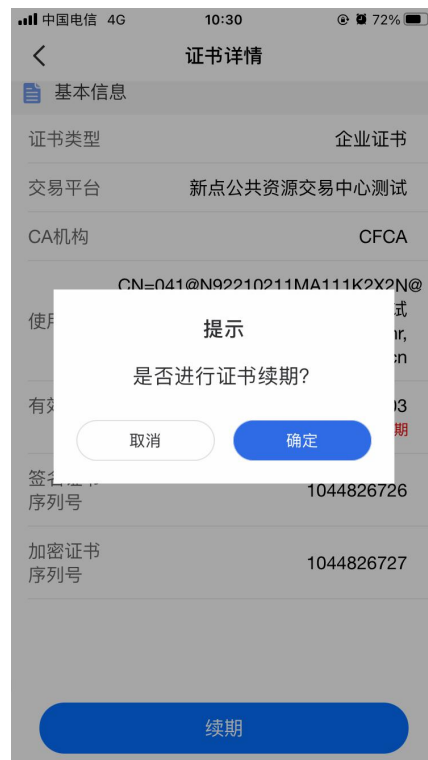 中国电信 4G 10:30 72%
证书详情
基本信息
证书类型 企业证书
交易平台 新点公共资源交易中心测试
CA机构 CFCA
CN=041@N92210211MA111K2X2N@
试
nr,
cn
提示
是否进行证书续期?
03
期
取消 确定
签名证书
序列号 1044826726
加密证书
序列号 1044826727
续期